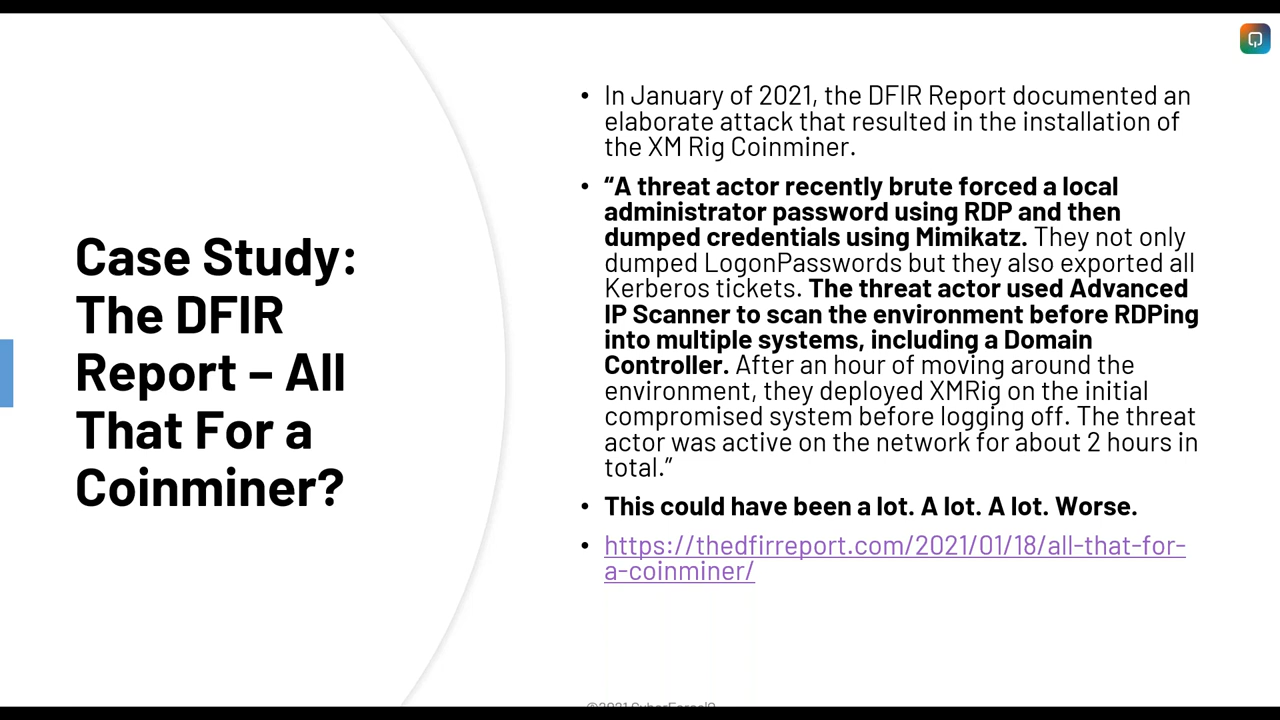 Case Study:
The DFIR
Report – All
That For a
Coinminer?
• In January of 2021, the DFIR Report documented an
elaborate attack that resulted in the installation of
the XM Rig Coinminer.
• “A threat actor recently brute forced a local
administrator password using RDP and then
dumped credentials using Mimikatz. They not only
dumped LogonPasswords but they also exported all
Kerberos tickets. The threat actor used Advanced
IP Scanner to scan the environment before RDPing
into multiple systems, including a Domain
Controller. After an hour of moving around the
environment, they deployed XMRig on the initial
compromised system before logging off. The threat
actor was active on the network for about 2 hours in
total.”
• This could have been a lot. A lot. A lot. Worse.
• https://thedfirreport.com/2021/01/18/all-that-for-
a-coinminer/